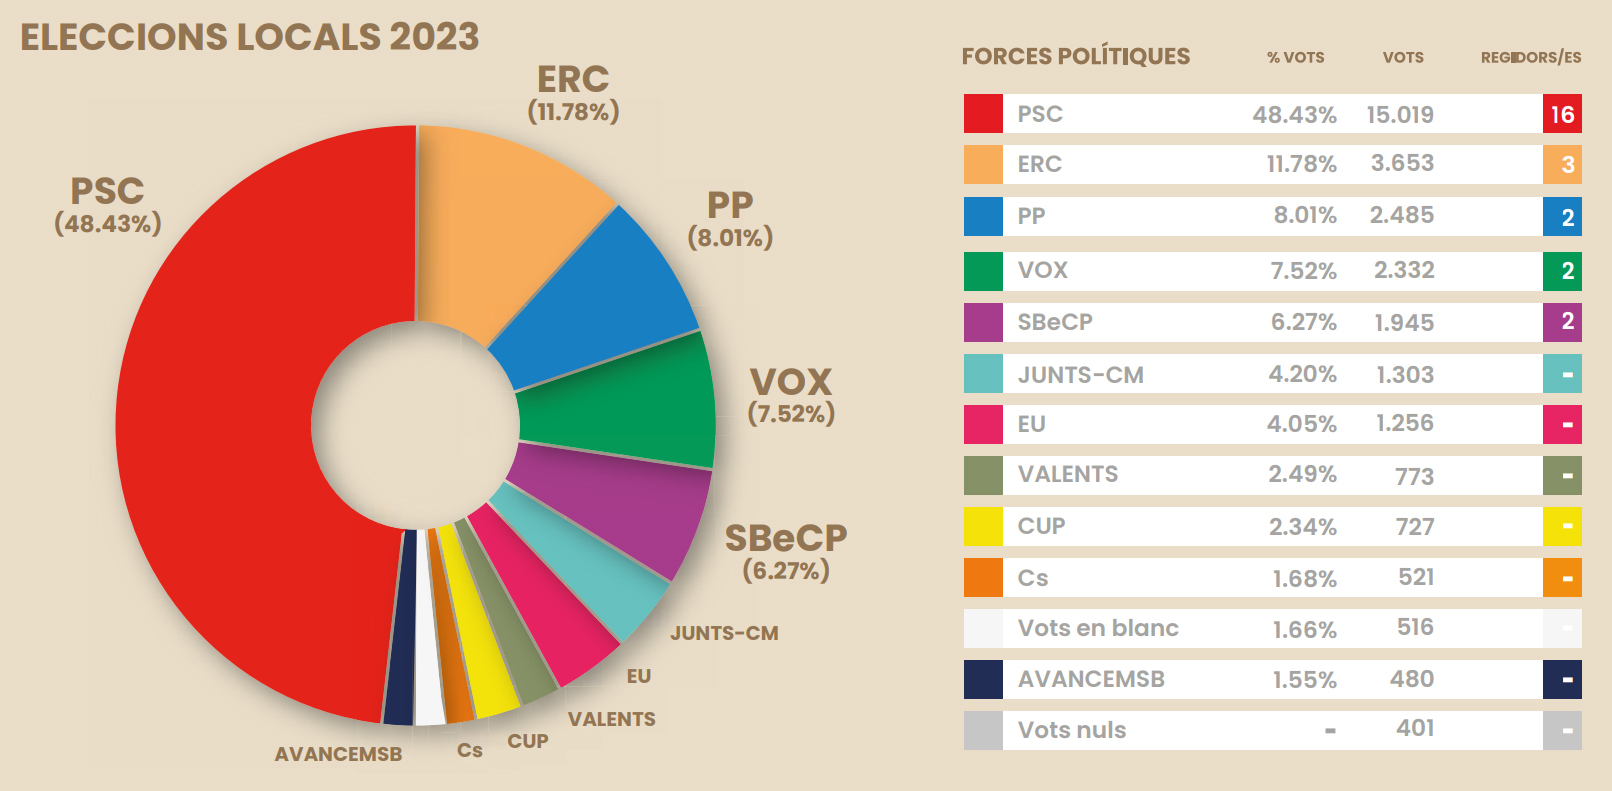 ELECCIONS LOCALS 2023
ERC
(11.78%)
PSC
(48.43%)
PP
(8.01%)
VOX
(7.52%)
SBeCP
(6.27%)
JUNTS-CM
EU
VALENTS
CUP
Cs
AVANCEMSB
FORCES POLÍTIQUES % VOTS VOTS REGIDORS/ES
PSC 48.43% 15.019 16
ERC 11.78% 3.653 3
PP 8.01% 2.485 2
VOX 7.52% 2.332 2
SBeCP 6.27% 1.945 2
JUNTS-CM 4.20% 1.303 -
EU 4.05% 1.256 -
VALENTS 2.49% 773 -
CUP 2.34% 727 -
Cs 1.68% 521 -
Vots en blanc 1.66% 516 -
AVANCEMSB 1.55% 480 -
Vots nuls - 401 -